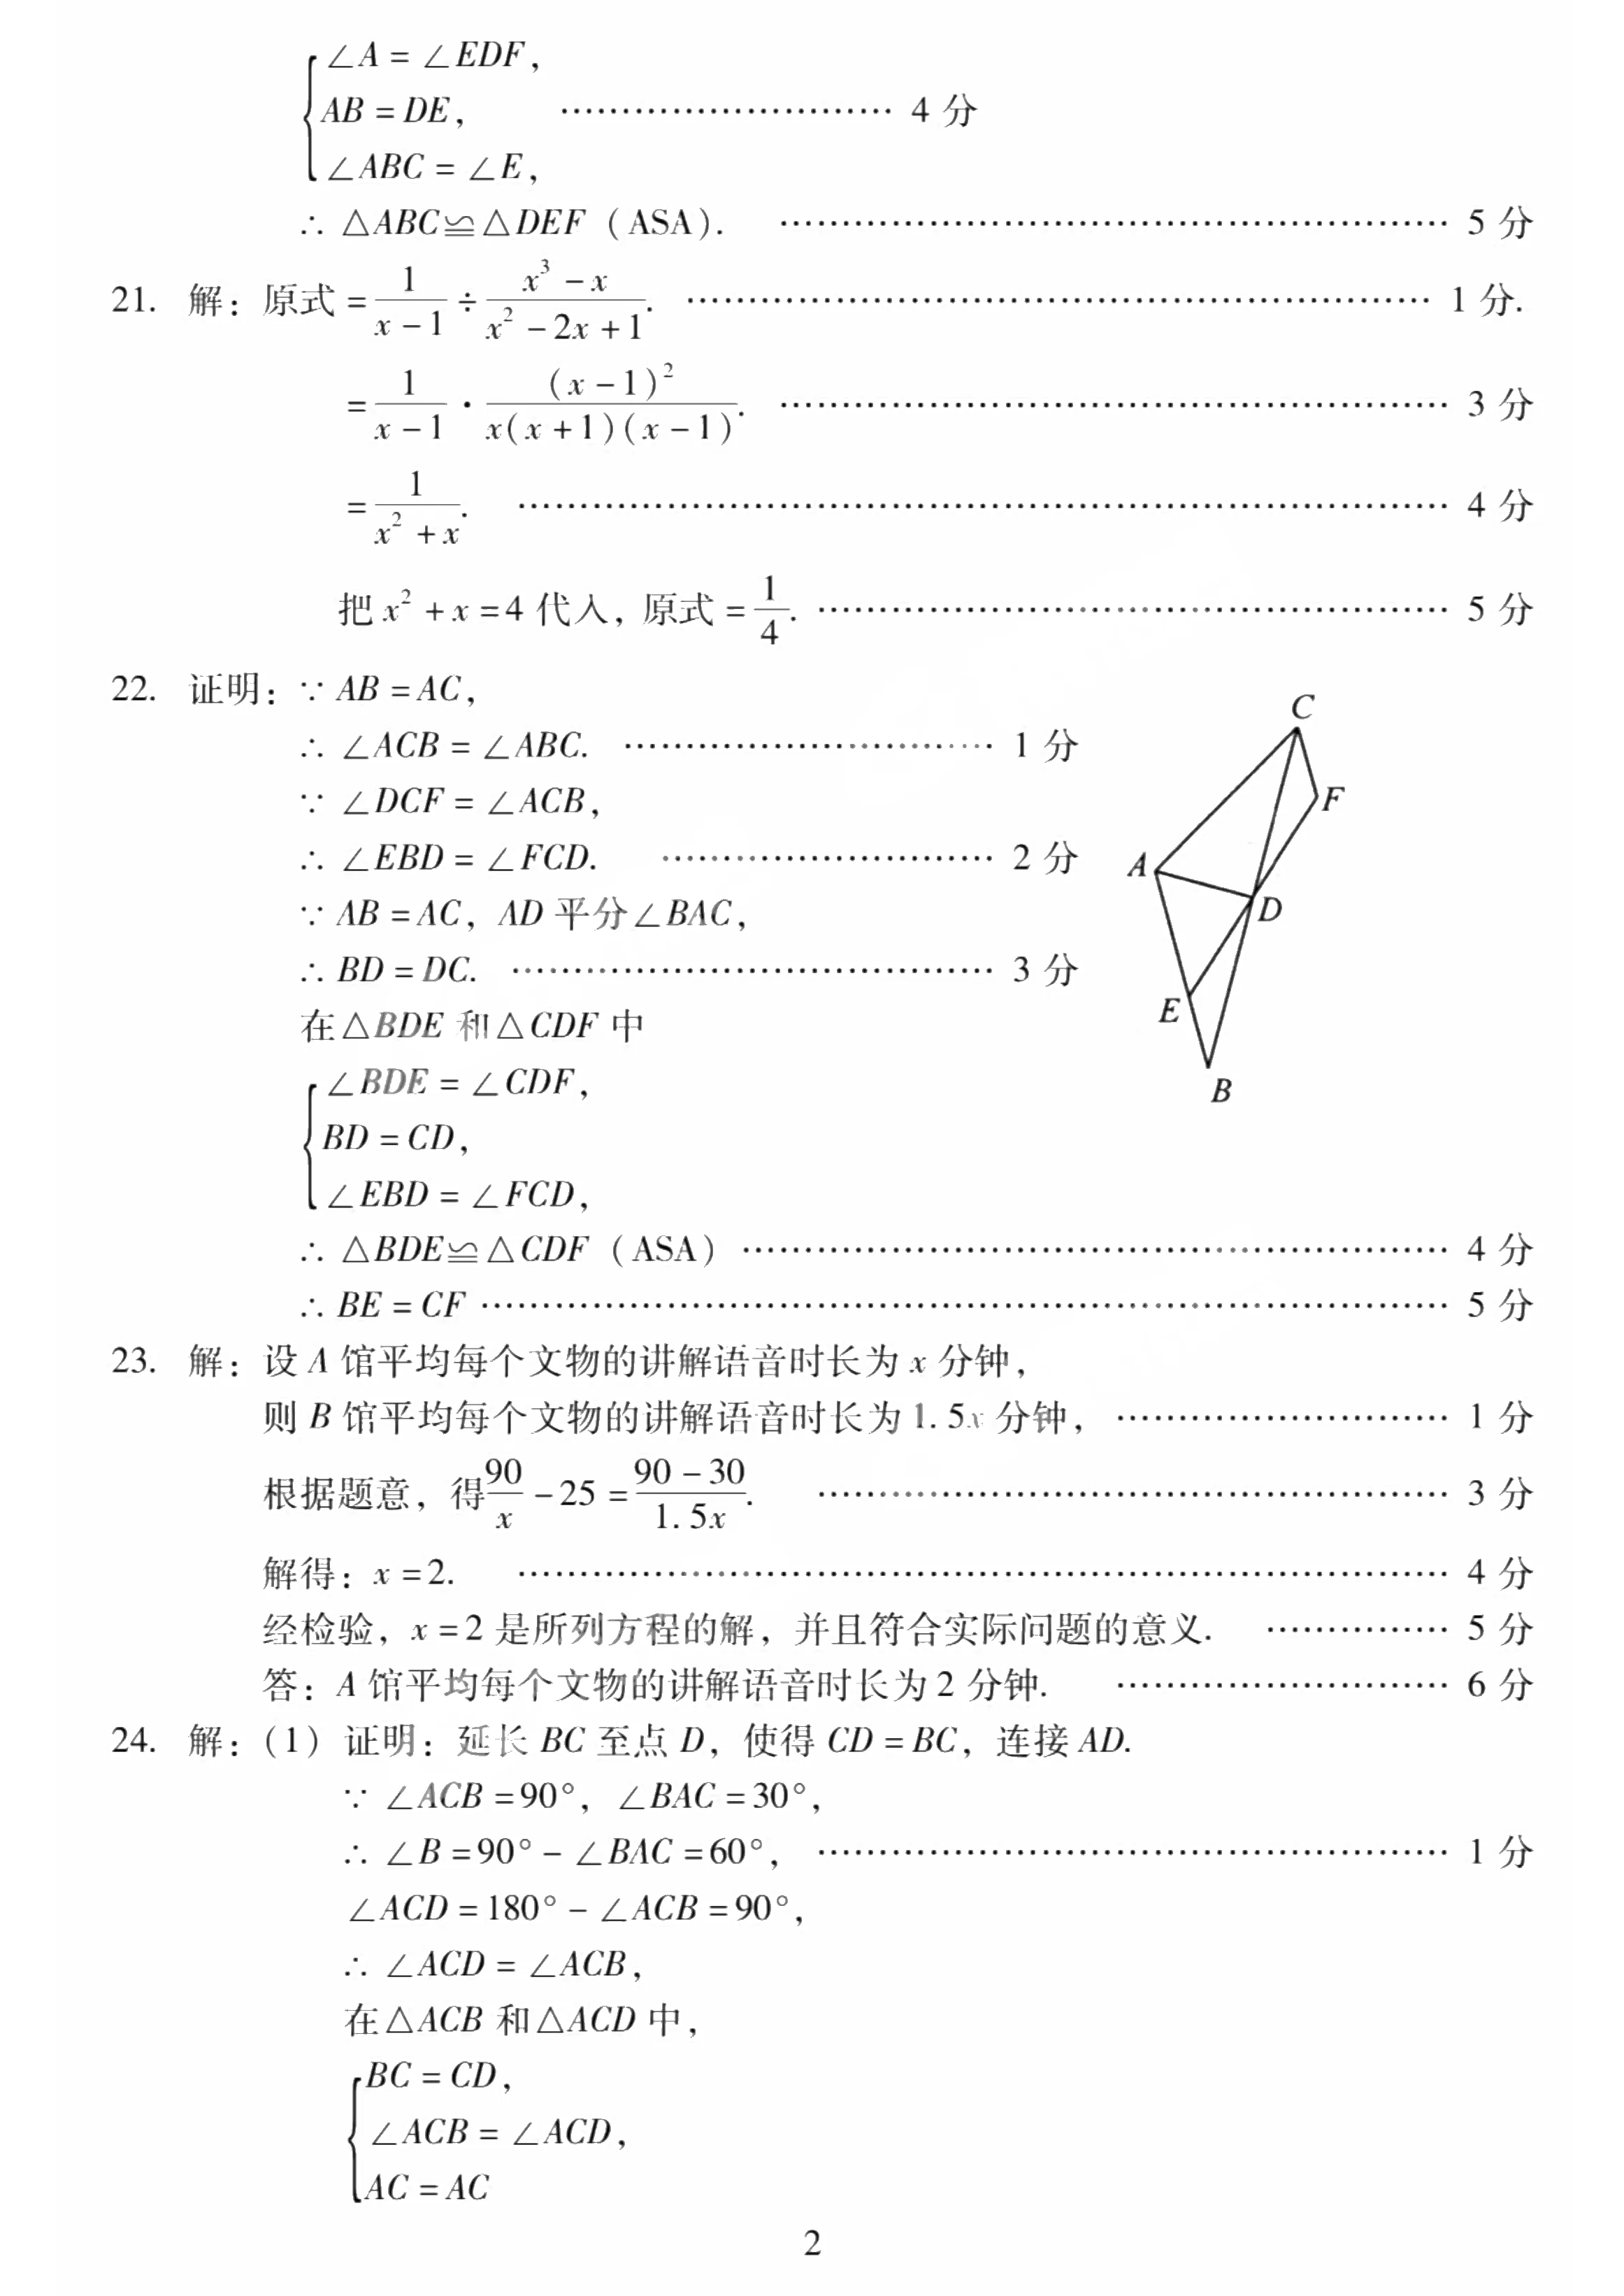 ∠A = ∠EDF,
AB = DE, ………………………… 4 分
∠ABC = ∠E,
∴ △ABC≌△DEF (ASA). ………………………… 5 分
21. 解：原式 = 1/(x − 1) ÷ (x³ − x)/(x² − 2x + 1). ………………………… 1 分.
= 1/(x − 1) · (x − 1)²/(x(x + 1)(x − 1)). ………………………… 3 分
= 1/(x² + x). ………………………… 4 分
把 x² + x = 4 代入，原式 = 1/4. ………………………… 5 分
22. 证明：∵ AB = AC,
∴ ∠ACB = ∠ABC. ………………………… 1 分
∵ ∠DCF = ∠ACB,
∴ ∠EBD = ∠FCD. ………………………… 2 分
∵ AB = AC，AD 平分∠BAC,
∴ BD = DC. ………………………… 3 分
在△BDE 和△CDF 中
∠BDE = ∠CDF,
BD = CD,
∠EBD = ∠FCD,
∴ △BDE≌△CDF (ASA) ………………………… 4 分
∴ BE = CF ………………………… 5 分
C
F
A
D
E
B
23. 解：设 A 馆平均每个文物的讲解语音时长为 x 分钟，
则 B 馆平均每个文物的讲解语音时长为 1.5x 分钟， ………………………… 1 分
根据题意，得 90/x − 25 = (90 − 30)/1.5x. ………………………… 3 分
解得：x = 2. ………………………… 4 分
经检验，x = 2 是所列方程的解，并且符合实际问题的意义. …………… 5 分
答：A 馆平均每个文物的讲解语音时长为 2 分钟. ………………………… 6 分
24. 解：(1) 证明：延长 BC 至点 D，使得 CD = BC，连接 AD.
∵ ∠ACB = 90°，∠BAC = 30°,
∴ ∠B = 90° − ∠BAC = 60°, ………………………… 1 分
∠ACD = 180° − ∠ACB = 90°,
∴ ∠ACD = ∠ACB,
在△ACB 和△ACD 中，
BC = CD,
∠ACB = ∠ACD,
AC = AC
2